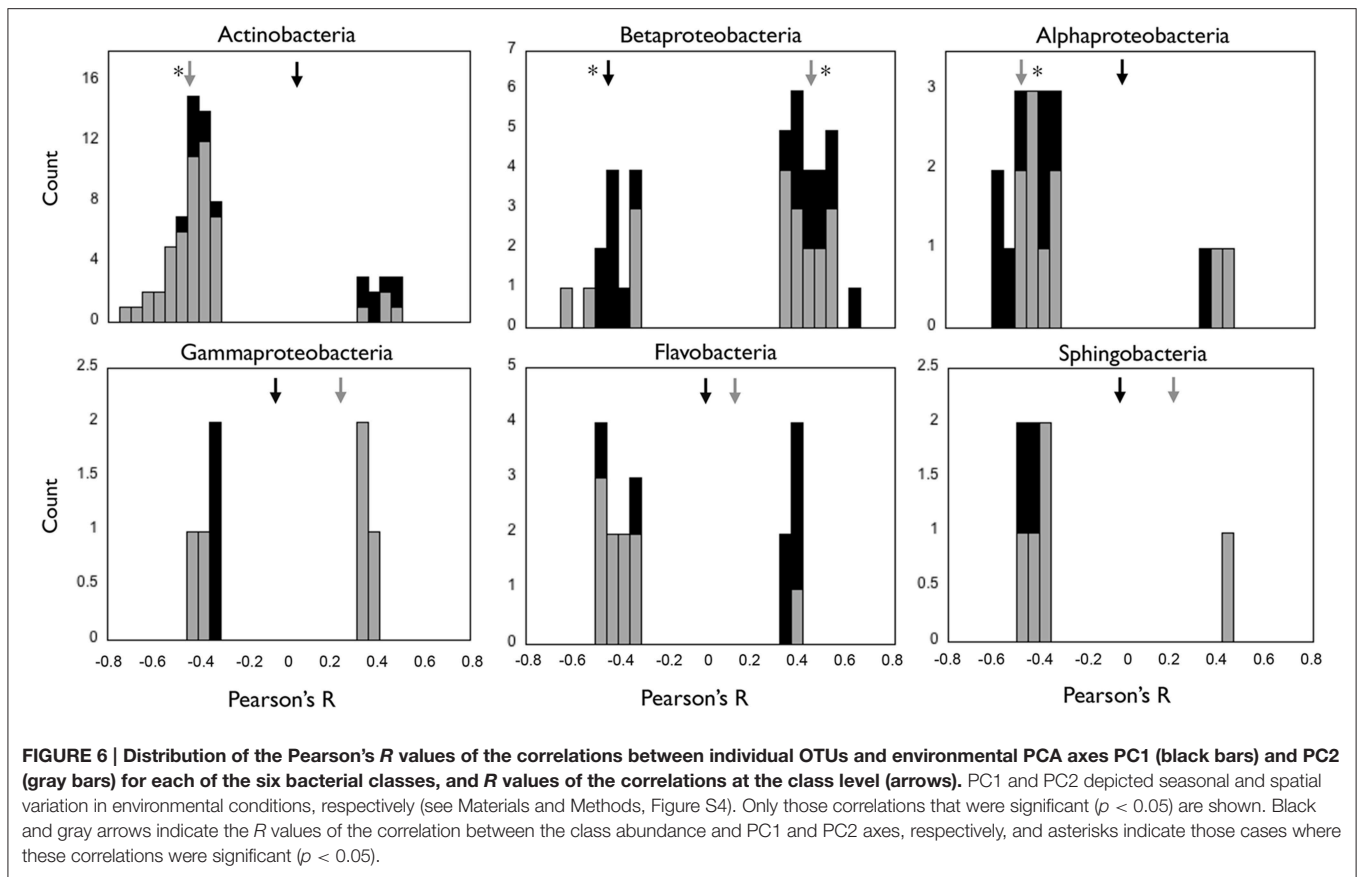 Actinobacteria
Betaproteobacteria
Alphaproteobacteria
Count
16
12
8
4
0
*
7
6
5
4
3
2
1
0
*
*
3
2
1
0
*
Gammaproteobacteria
Flavobacteria
Sphingobacteria
Count
2.5
2
1.5
1
0.5
0
5
4
3
2
1
0
2.5
2
1.5
1
0.5
0
-0.8 -0.6 -0.4 -0.2 0 0.2 0.4 0.6 0.8
-0.8 -0.6 -0.4 -0.2 0 0.2 0.4 0.6 0.8
-0.8 -0.6 -0.4 -0.2 0 0.2 0.4 0.6 0.8
Pearson's R
Pearson's R
Pearson's R
FIGURE 6 | Distribution of the Pearson's R values of the correlations between individual OTUs and environmental PCA axes PC1 (black bars) and PC2
(gray bars) for each of the six bacterial classes, and R values of the correlations at the class level (arrows). PC1 and PC2 depicted seasonal and spatial
variation in environmental conditions, respectively (see Materials and Methods, Figure S4). Only those correlations that were significant (p < 0.05) are shown. Black
and gray arrows indicate the R values of the correlation between the class abundance and PC1 and PC2 axes, respectively, and asterisks indicate those cases where
these correlations were significant (p < 0.05).